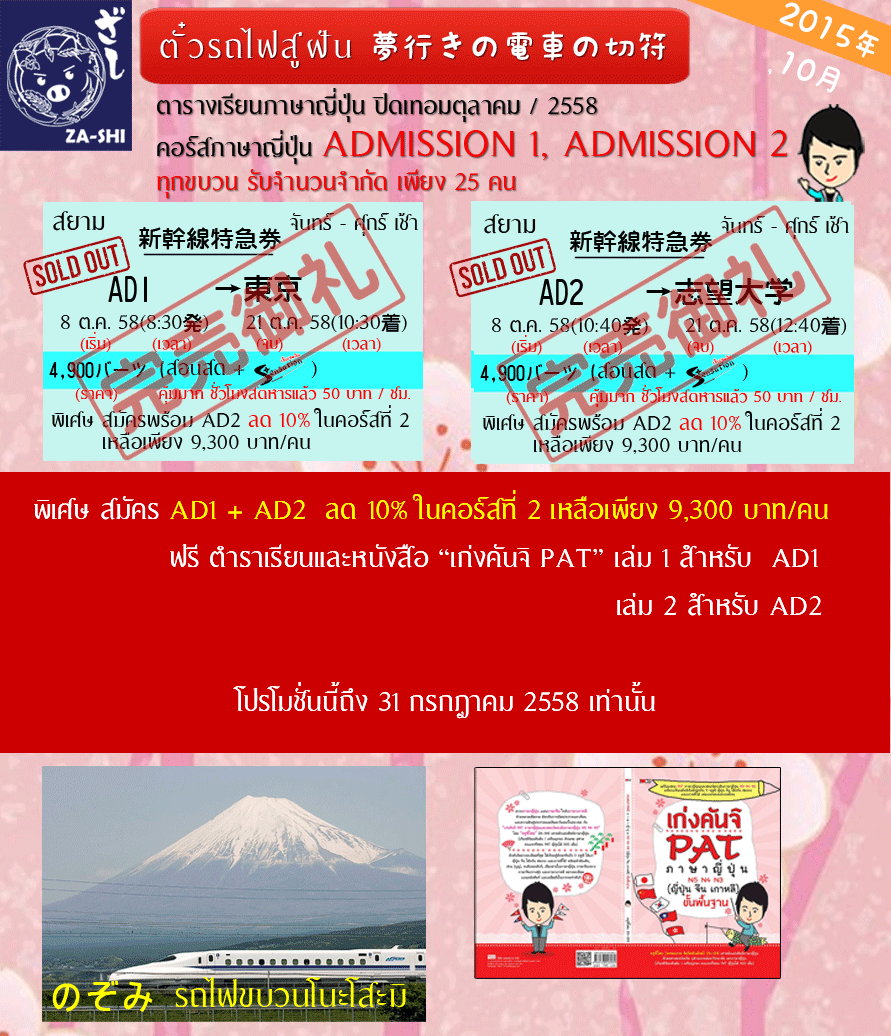 ざし
ZA-SHI
ตั๋วรถไฟสู่ฝัน 夢行きの電車の切符
2015年
10月
ตารางเรียนภาษาญี่ปุ่น ปิดเทอมตุลาคม / 2558
คอร์สภาษาญี่ปุ่น ADMISSION 1, ADMISSION 2
ทุกขบวน รับจำนวนจำกัด เพียง 25 คน
สยาม จันทร์ - ศุกร์ เช้า
新幹線特急券
SOLD OUT
AD1 →東京
8 ต.ค. 58(8:30発) 21 ต.ค. 58(10:30着)
(เริ่ม) (เวลา) (จบ) (เวลา)
4,900バーツ (สอนสด + )
(ราคา) คุ้มมาก ชั่วโมงสดหารแล้ว 50 บาท / ชม.
พิเศษ สมัครพร้อม AD2 ลด 10% ในคอร์สที่ 2
เหลือเพียง 9,300 บาท/คน
完売御礼
สยาม จันทร์ - ศุกร์ เช้า
新幹線特急券
SOLD OUT
AD2 →志望大学
8 ต.ค. 58(10:40発) 21 ต.ค. 58(12:40着)
(เริ่ม) (เวลา) (จบ) (เวลา)
4,900バーツ (สอนสด + )
(ราคา) คุ้มมาก ชั่วโมงสดหารแล้ว 50 บาท / ชม.
พิเศษ สมัครพร้อม AD2 ลด 10% ในคอร์สที่ 2
เหลือเพียง 9,300 บาท/คน
完売御礼
พิเศษ สมัคร AD1 + AD2 ลด 10% ในคอร์สที่ 2 เหลือเพียง 9,300 บาท/คน
ฟรี ตำราเรียนและหนังสือ “เก่งคันจิ PAT” เล่ม 1 สำหรับ AD1
เล่ม 2 สำหรับ AD2
โปรโมชั่นนี้ถึง 31 กรกฎาคม 2558 เท่านั้น
のぞみ รถไฟขบวนโนะโสะมิ
เก่งคันจิ
PAT
ภาษาญี่ปุ่น
N5 N4 N3
(ญี่ปุ่น จีน เกาหลี)
ขั้นพื้นฐาน